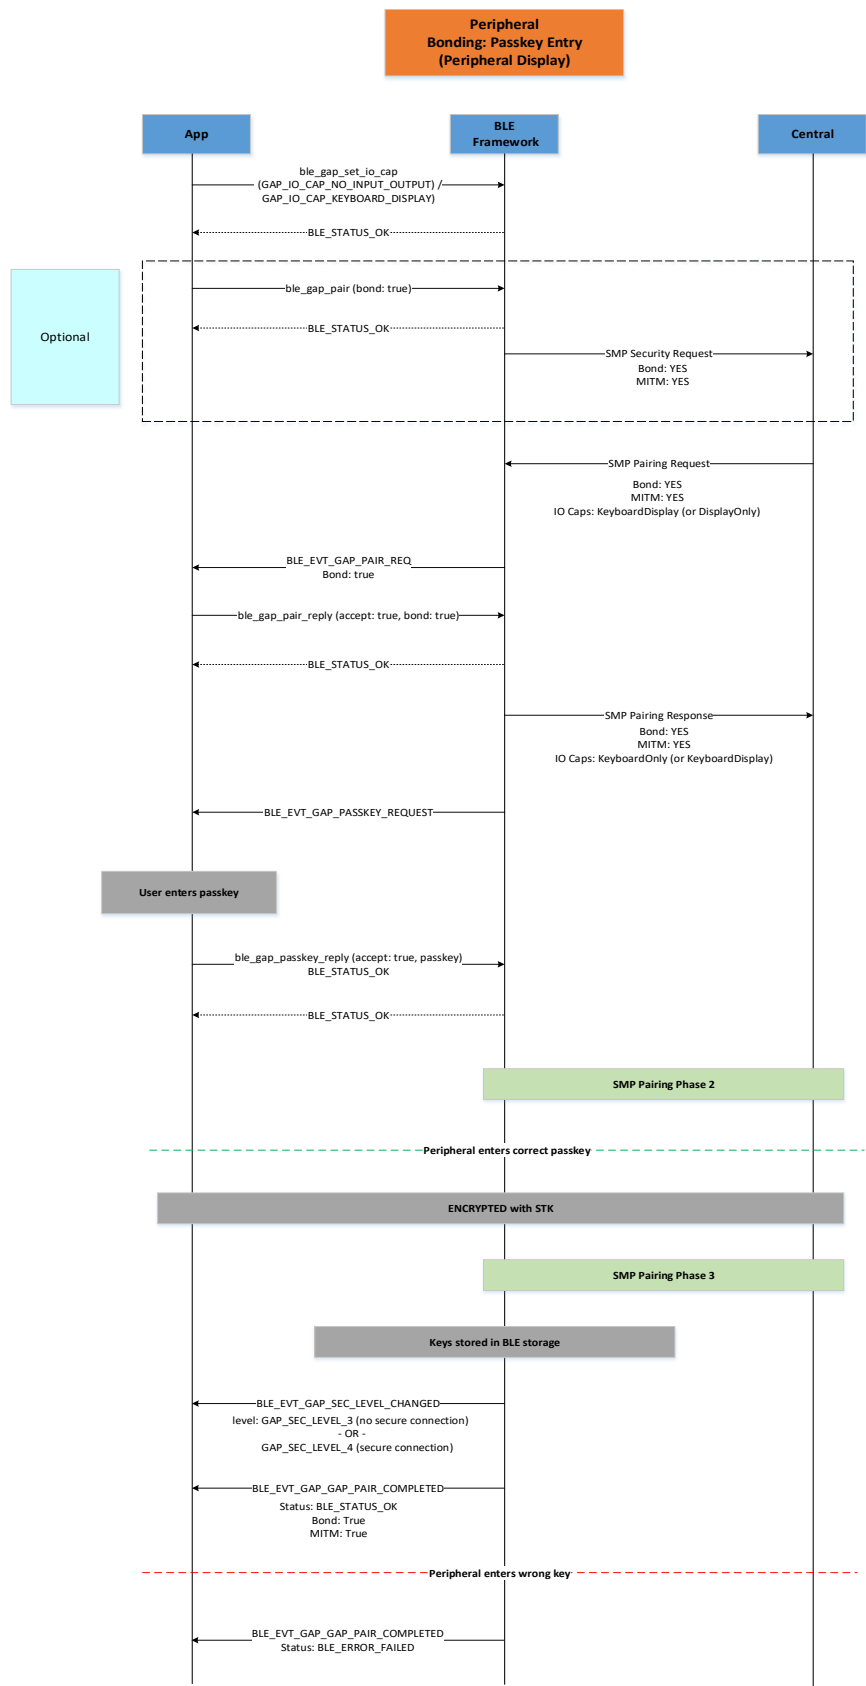 Peripheral
Bonding: Passkey Entry
(Peripheral Display)
App
BLE
Framework
Central
ble_gap_set_io_cap
(GAP_IO_CAP_NO_INPUT_OUTPUT) /
GAP_IO_CAP_KEYBOARD_DISPLAY)
BLE_STATUS_OK
Optional
ble_gap_pair (bond: true)
BLE_STATUS_OK
SMP Security Request
Bond: YES
MITM: YES
SMP Pairing Request
Bond: YES
MITM: YES
IO Caps: KeyboardDisplay (or DisplayOnly)
BLE_EVT_GAP_PAIR_REQ
Bond: true
ble_gap_pair_reply (accept: true, bond: true)
BLE_STATUS_OK
SMP Pairing Response
Bond: YES
MITM: YES
IO Caps: KeyboardOnly (or KeyboardDisplay)
BLE_EVT_GAP_PASSKEY_REQUEST
User enters passkey
ble_gap_passkey_reply (accept: true, passkey)
BLE_STATUS_OK
BLE_STATUS_OK
SMP Pairing Phase 2
Peripheral enters correct passkey
ENCRYPTED with STK
SMP Pairing Phase 3
Keys stored in BLE storage
BLE_EVT_GAP_SEC_LEVEL_CHANGED
level: GAP_SEC_LEVEL_3 (no secure connection)
- OR -
GAP_SEC_LEVEL_4 (secure connection)
BLE_EVT_GAP_GAP_PAIR_COMPLETED
Status: BLE_STATUS_OK
Bond: True
MITM: True
Peripheral enters wrong key
BLE_EVT_GAP_GAP_PAIR_COMPLETED
Status: BLE_ERROR_FAILED